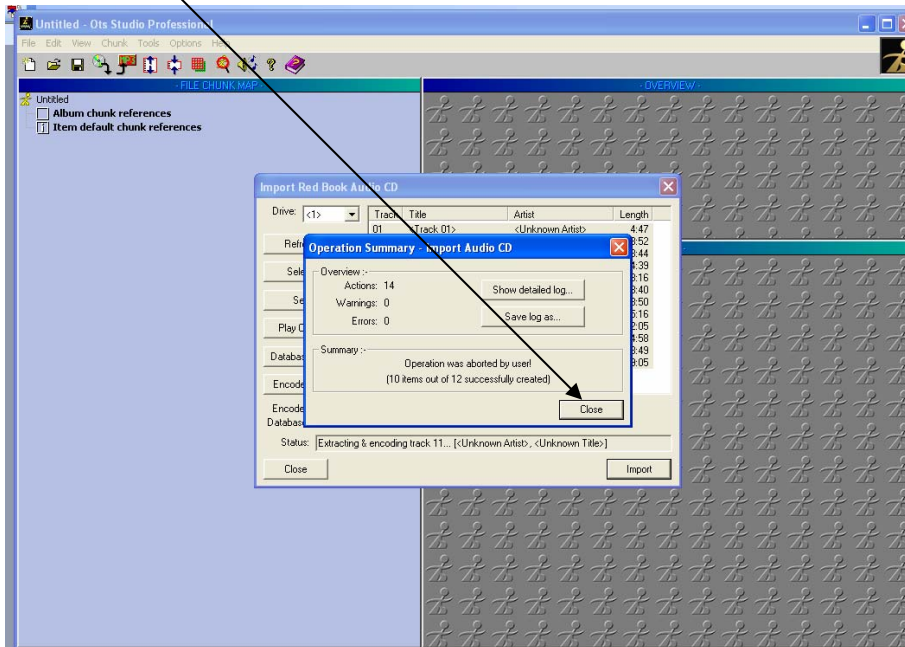 Untitled - Ots Studio Professional
File Edit View Chunk Tools Options Help
- FILE CHUNK MAP -
- OVERVIEW -
Untitled
Album chunk references
Item default chunk references
Import Red Book Audio CD
Drive: <1>
Track Title Artist Length
01 <Track 01> <Unknown Artist> 4:47
Operation Summary - Import Audio CD
Overview :-
Actions: 14
Warnings: 0
Errors: 0
Show detailed log...
Save log as...
Summary :-
Operation was aborted by user!
(10 items out of 12 successfully created)
Close
Status: Extracting & encoding track 11... [<Unknown Artist>, <Unknown Title>]
Close
Import